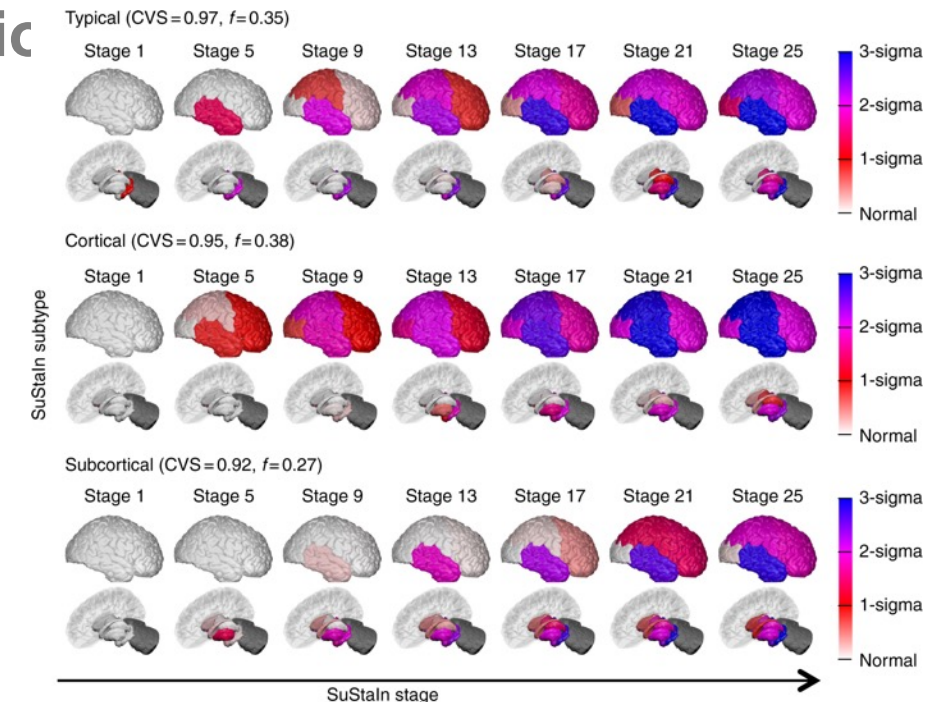 ic
Typical (CVS = 0.97, f = 0.35)
Stage 1 Stage 5 Stage 9 Stage 13 Stage 17 Stage 21 Stage 25
3-sigma
2-sigma
1-sigma
Normal
Cortical (CVS = 0.95, f = 0.38)
Stage 1 Stage 5 Stage 9 Stage 13 Stage 17 Stage 21 Stage 25
3-sigma
2-sigma
1-sigma
Normal
SuStaIn subtype
Subcortical (CVS = 0.92, f = 0.27)
Stage 1 Stage 5 Stage 9 Stage 13 Stage 17 Stage 21 Stage 25
3-sigma
2-sigma
1-sigma
Normal
SuStaIn stage